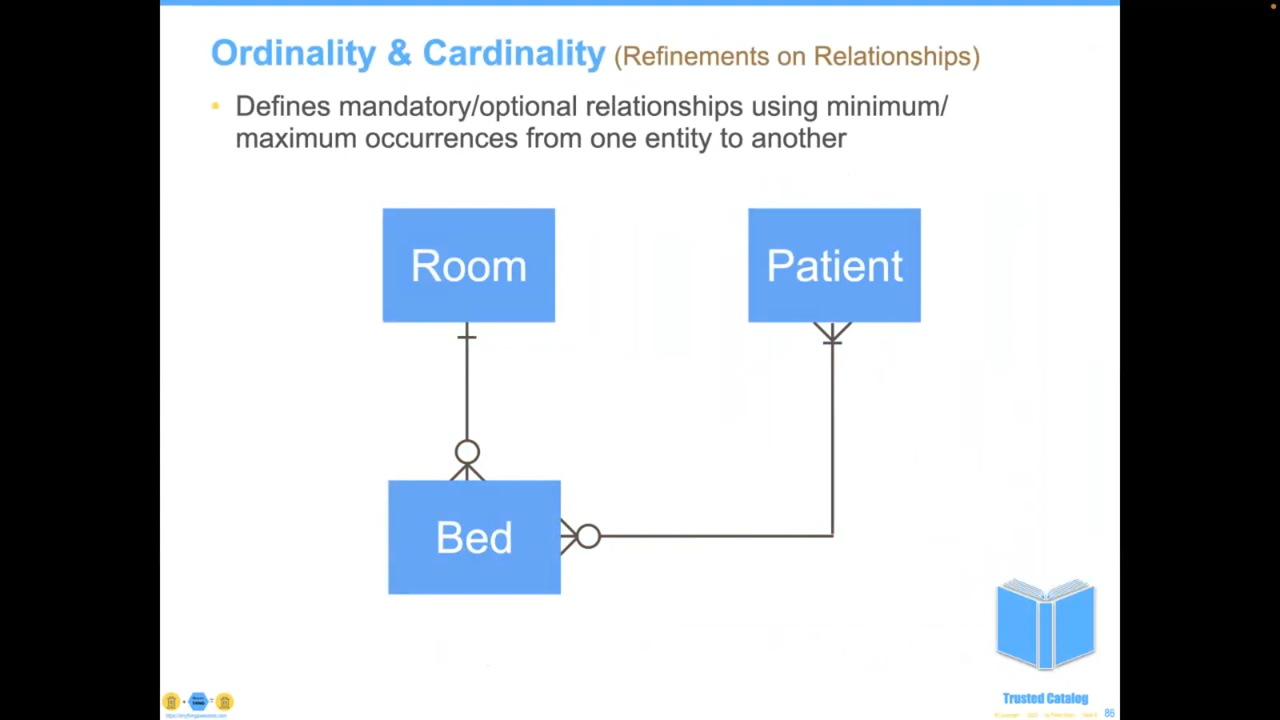 Ordinality & Cardinality (Refinements on Relationships)
• Defines mandatory/optional relationships using minimum/
maximum occurrences from one entity to another
Room
Patient
Bed
Trusted Catalog
86